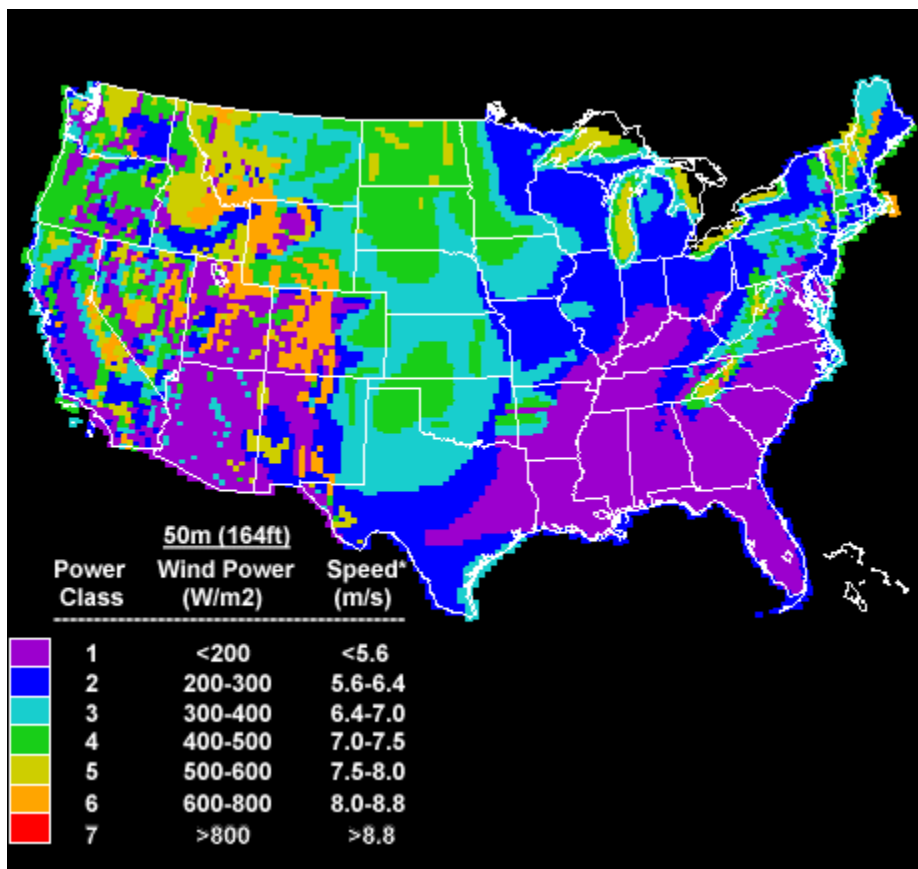 50m (164ft)
Power Wind Power Speed*
Class (W/m2) (m/s)
--------------------------------------------
1 <200 <5.6
2 200-300 5.6-6.4
3 300-400 6.4-7.0
4 400-500 7.0-7.5
5 500-600 7.5-8.0
6 600-800 8.0-8.8
7 >800 >8.8